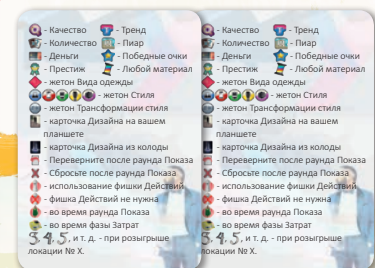 - Качество - Тренд
- Количество - Пиар
- Деньги - Победные очки
- Престиж - Любой материал
- жетон Вида одежды
- жетон Стиля
- жетон Трансформации стиля
- карточка Дизайна на вашем
планшете
- карточка Дизайна из колоды
- Переверните после раунда Показа
- Сбросьте после раунда Показа
- использование фишки Действий
- фишка Действий не нужна
- во время раунда Показа
- во время фазы Затрат
3, 4, 5, и т. д. - при розыгрыше
локации № X.
- Качество - Тренд
- Количество - Пиар
- Деньги - Победные очки
- Престиж - Любой материал
- жетон Вида одежды
- жетон Стиля
- жетон Трансформации стиля
- карточка Дизайна на вашем
планшете
- карточка Дизайна из колоды
- Переверните после раунда Показа
- Сбросьте после раунда Показа
- использование фишки Действий
- фишка Действий не нужна
- во время раунда Показа
- во время фазы Затрат
3, 4, 5, и т. д. - при розыгрыше
локации № X.